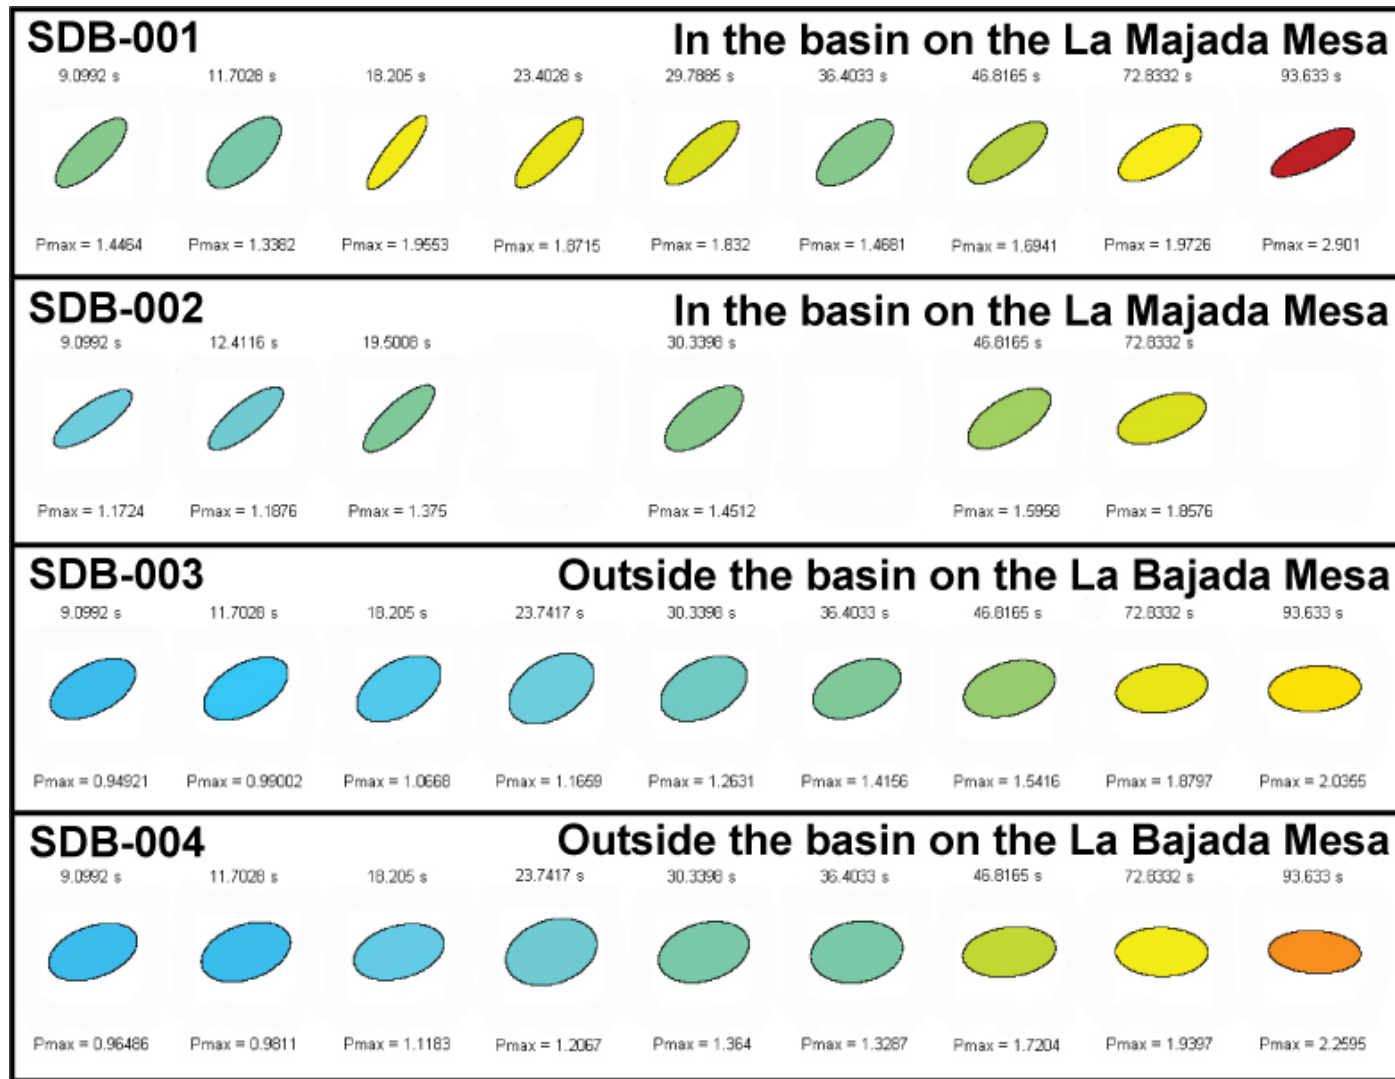 SDB-001 In the basin on the La Majada Mesa
9.0992 s 11.7028 s 18.205 s 23.4028 s 29.7885 s 36.4033 s 46.8165 s 72.8332 s 93.633 s
Pmax = 1.4464 Pmax = 1.3382 Pmax = 1.9553 Pmax = 1.8715 Pmax = 1.832 Pmax = 1.4681 Pmax = 1.6941 Pmax = 1.9726 Pmax = 2.901
SDB-002 In the basin on the La Majada Mesa
9.0992 s 12.4116 s 19.5008 s 30.3398 s 46.8165 s 72.8332 s
Pmax = 1.1724 Pmax = 1.1876 Pmax = 1.375 Pmax = 1.4512 Pmax = 1.5958 Pmax = 1.8576
SDB-003 Outside the basin on the La Bajada Mesa
9.0992 s 11.7028 s 18.205 s 23.7417 s 30.3398 s 36.4033 s 46.8165 s 72.8332 s 93.633 s
Pmax = 0.94921 Pmax = 0.99002 Pmax = 1.0668 Pmax = 1.1659 Pmax = 1.2631 Pmax = 1.4156 Pmax = 1.5416 Pmax = 1.8797 Pmax = 2.0355
SDB-004 Outside the basin on the La Bajada Mesa
9.0992 s 11.7028 s 18.205 s 23.7417 s 30.3398 s 36.4033 s 46.8165 s 72.8332 s 93.633 s
Pmax = 0.96486 Pmax = 0.9811 Pmax = 1.1183 Pmax = 1.2067 Pmax = 1.364 Pmax = 1.3287 Pmax = 1.7204 Pmax = 1.9397 Pmax = 2.2595